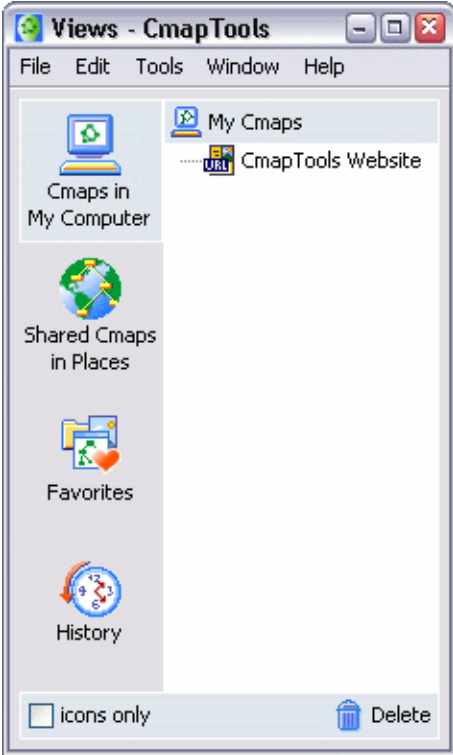 Views - CmapTools
File Edit Tools Window Help
Cmaps in
My Computer
Shared Cmaps
in Places
Favorites
History
My Cmaps
URL CmapTools Website
icons only
Delete